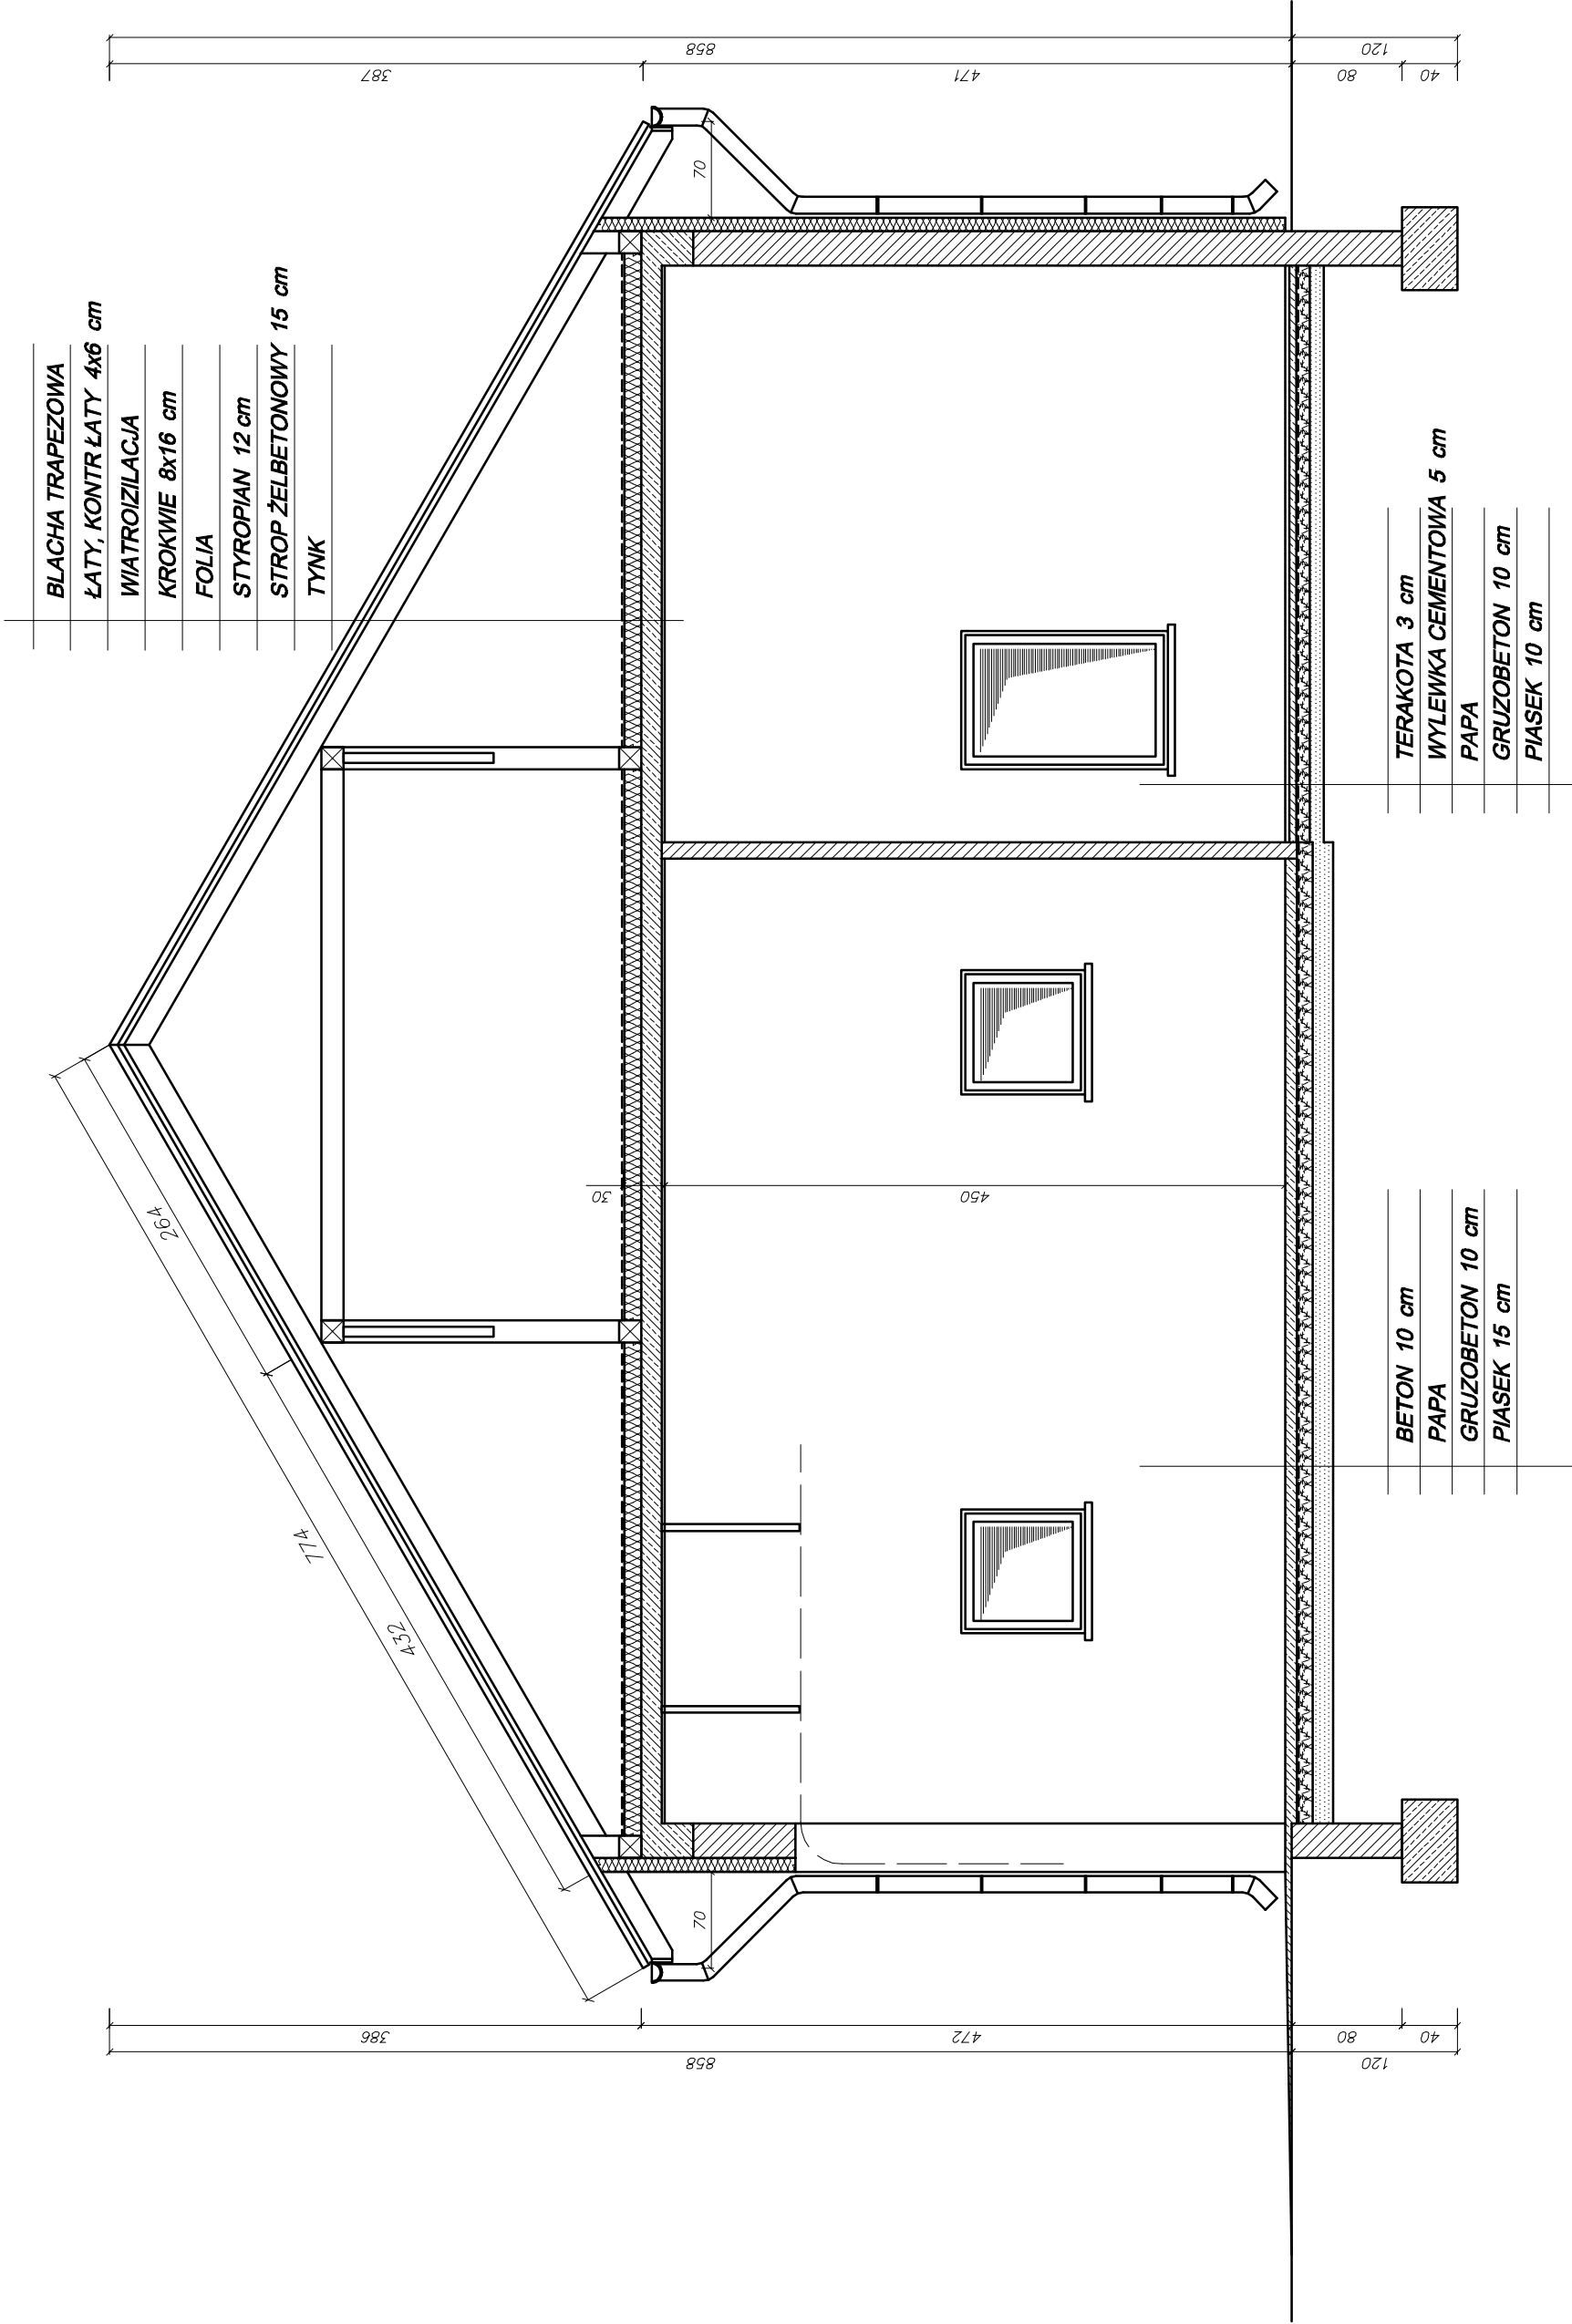 BLACHA TRAPEZOWA
ŁATY, KONTR ŁATY 4x6 cm
WIATROIZILACJA
KROKWIE 8x16 cm
FOLIA
STYROPIAN 12 cm
STROP ŻELBETONOWY 15 cm
TYNK
858
387
471
120
80
40
70
264
774
432
30
450
70
386
472
858
80
40
120
TERAKOTA 3 cm
WYLEWKA CEMENTOWA 5 cm
PAPA
GRUZOBETON 10 cm
PIASEK 10 cm
BETON 10 cm
PAPA
GRUZOBETON 10 cm
PIASEK 15 cm